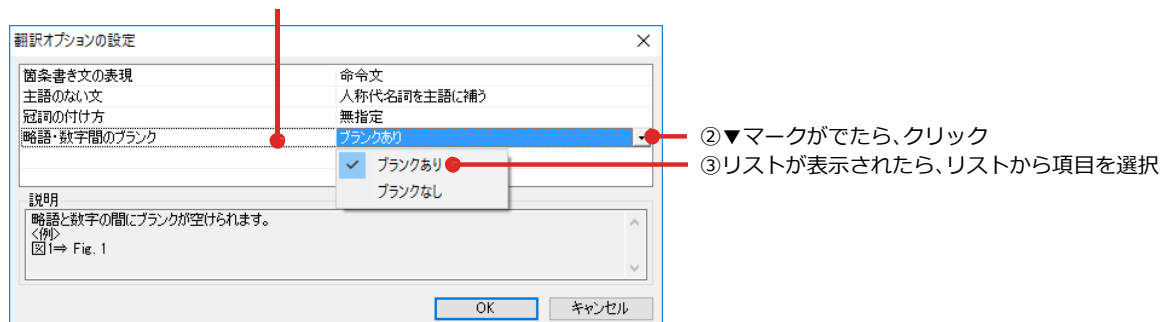 翻訳オプションの設定
箇条書き文の表現 命令文
主語のない文 人称代名詞を主語に補う
冠詞の付け方 無指定
略語・数字間のブランク ブランクあり
②▼マークがでたら、クリック
ブランクあり
③リストが表示されたら、リストから項目を選択
ブランクなし
説明
略語と数字の間にブランクが空けられます。
<例>
図1⇒ Fig. 1
OK キャンセル